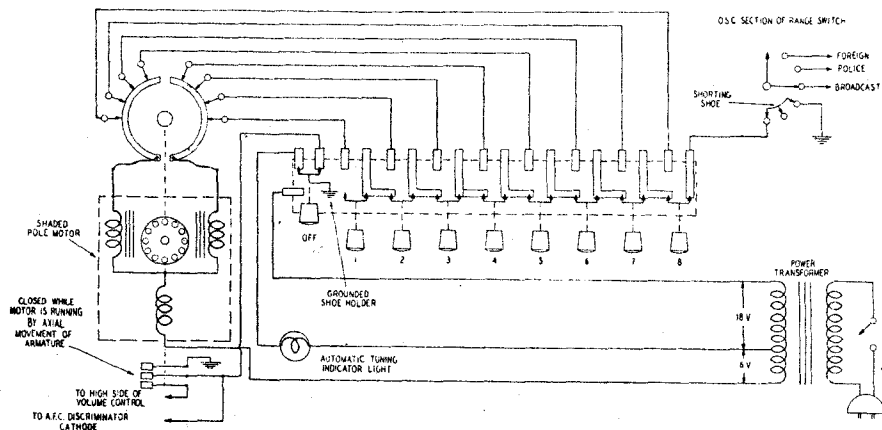 O.S.C. SECTION OF RANGE SWITCH
FOREIGN
POLICE
BROADCAST
SHORTING
SHOE
SHADED
POLE MOTOR
OFF
1 2 3 4 5 6 7 8
GROUNDED
SHOE HOLDER
POWER
TRANSFORMER
CLOSED WHILE
MOTOR IS RUNNING
BY AXIAL
MOVEMENT OF
ARMATURE
18 V
6 V
AUTOMATIC TUNING
INDICATOR LIGHT
TO HIGH SIDE OF
VOLUME CONTROL
TO A.F.C. DISCRIMINATOR
CATHODE